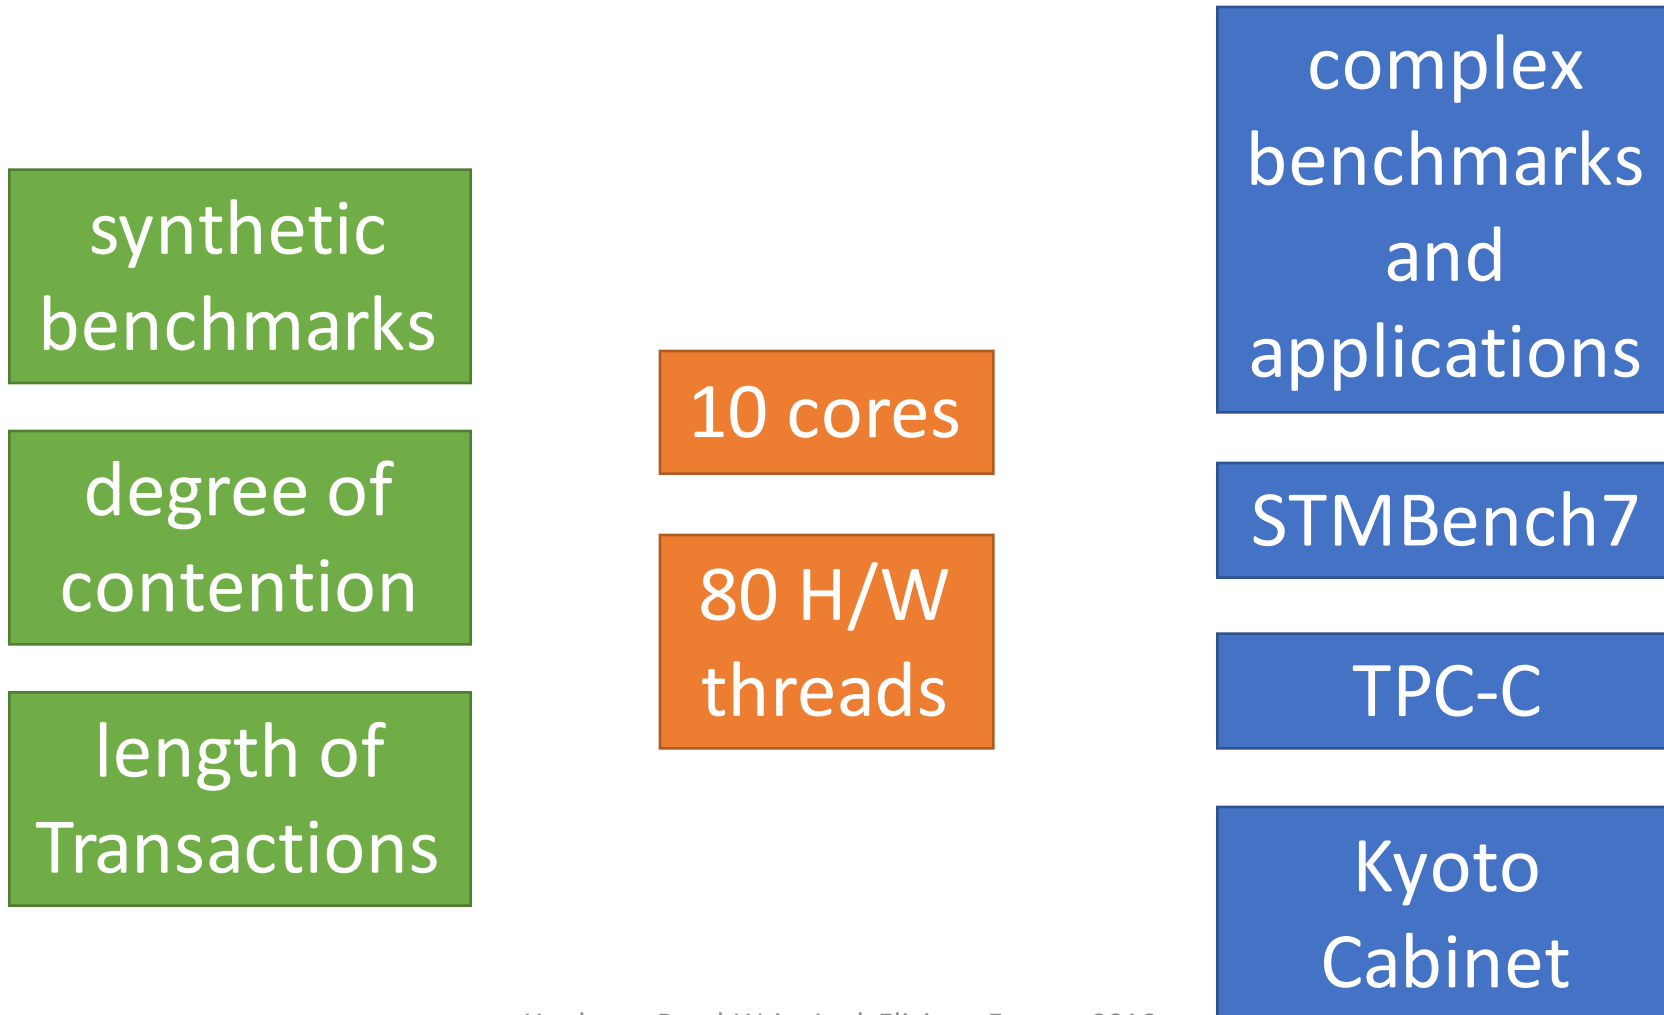 synthetic
benchmarks
degree of
contention
length of
Transactions
10 cores
80 H/W
threads
complex
benchmarks
and
applications
STMBench7
TPC-C
Kyoto
Cabinet